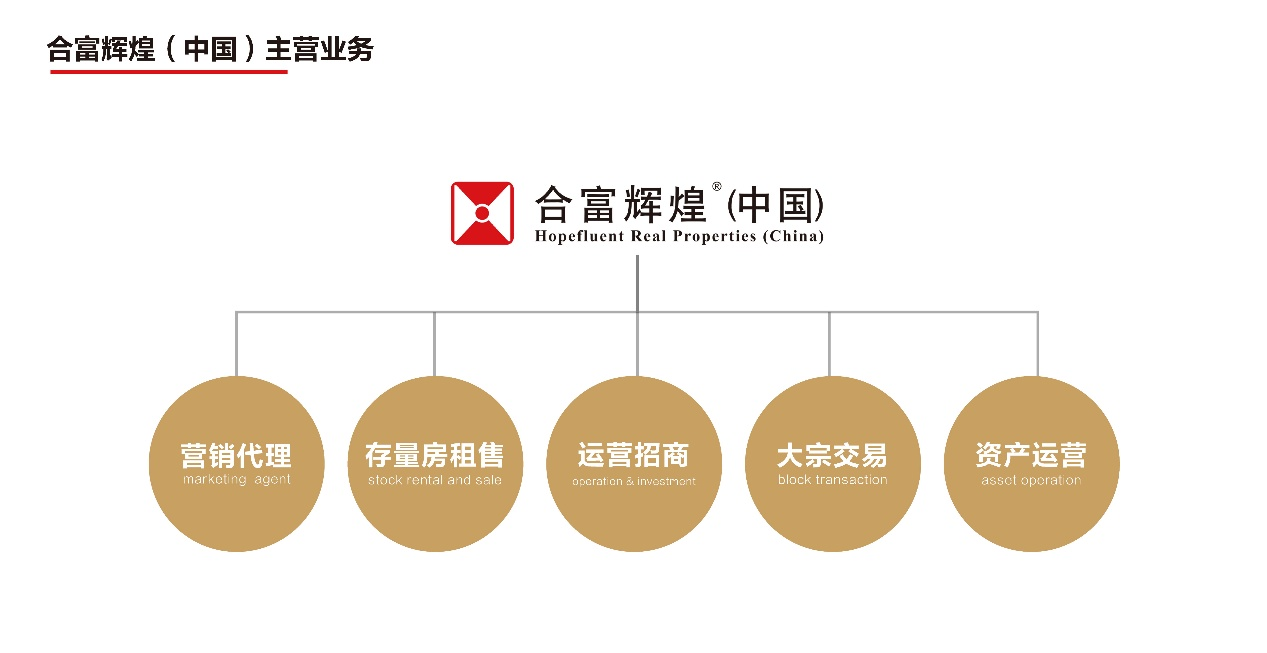 合富辉煌（中国）主营业务
合富辉煌®(中国)
Hopefluent Real Properties (China)
营销代理
marketing agent
存量房租售
stock rental and sale
运营招商
operation & investment
大宗交易
block transaction
资产运营
asset operation